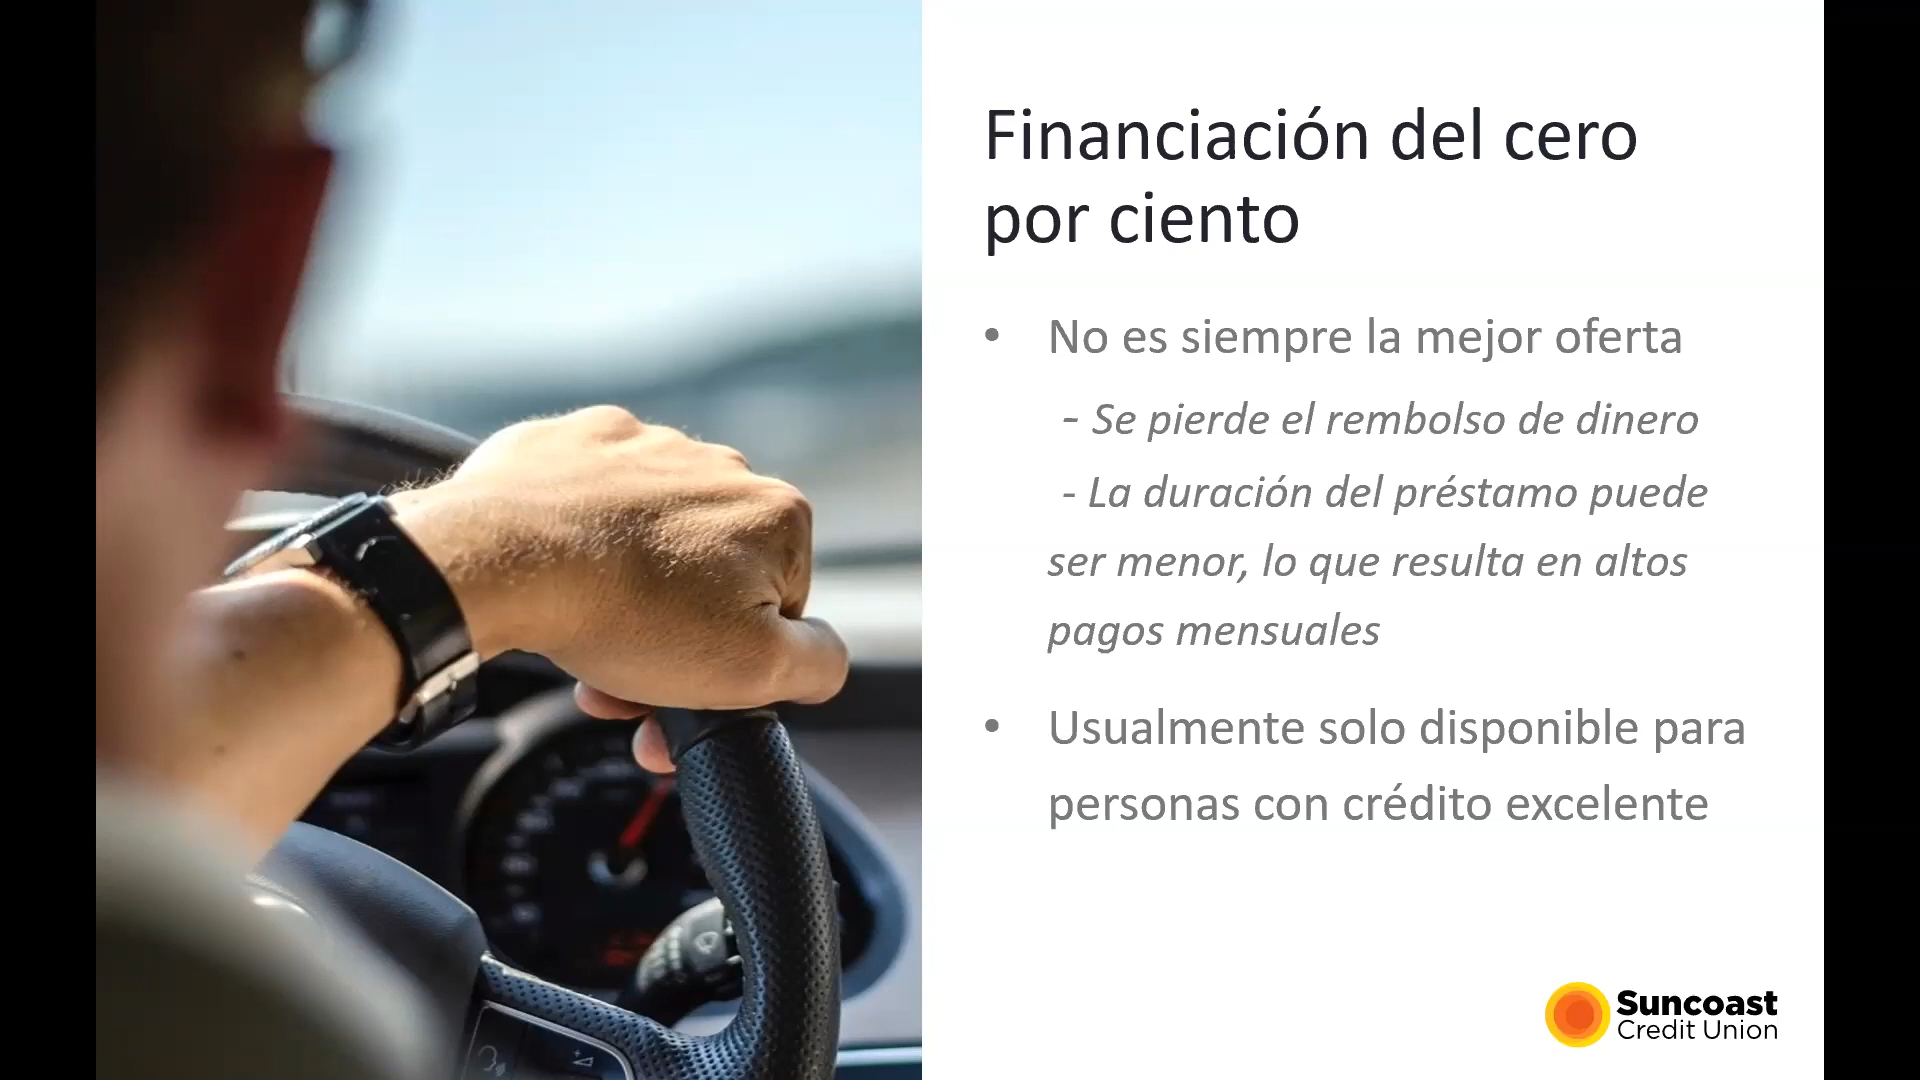 Financiación del cero
por ciento
• No es siempre la mejor oferta
- Se pierde el rembolso de dinero
- La duración del préstamo puede
ser menor, lo que resulta en altos
pagos mensuales
• Usualmente solo disponible para
personas con crédito excelente
Suncoast
Credit Union